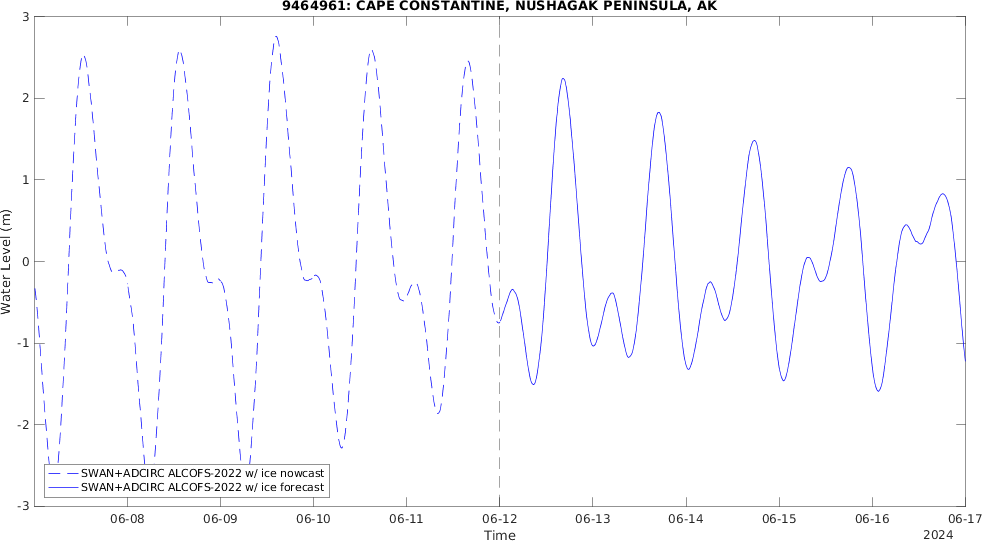 9464961: CAPE CONSTANTINE, NUSHAGAK PENINSULA, AK
3
2
1
0
-1
-2
-3
Water Level (m)
SWAN+ADCIRC ALCOFS-2022 w/ ice nowcast
SWAN+ADCIRC ALCOFS-2022 w/ ice forecast
06-08 06-09 06-10 06-11 06-12 06-13 06-14 06-15 06-16 06-17
Time
2024